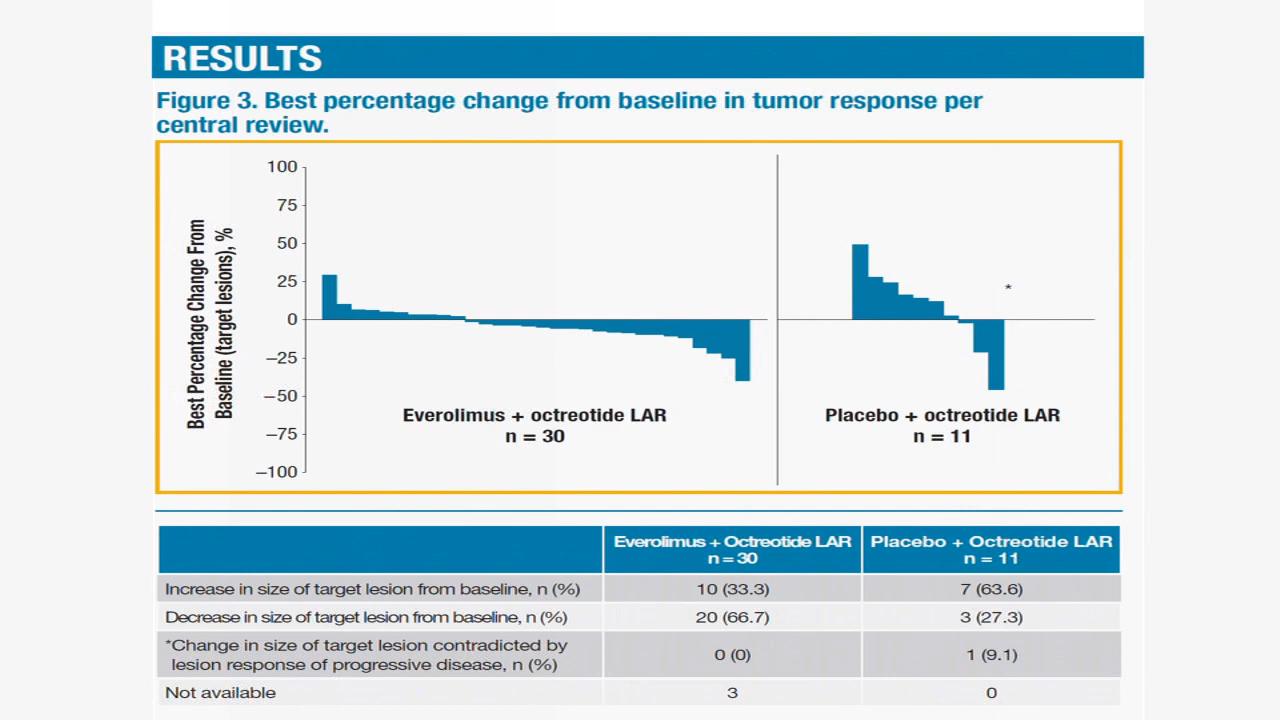 RESULTS
Figure 3. Best percentage change from baseline in tumor response per
central review.
Best Percentage Change From
Baseline (target lesions), %
100
75
50
25
0
−25
−50
−75
−100
Everolimus + octreotide LAR
n = 30
*
Placebo + octreotide LAR
n = 11
Everolimus + Octreotide LAR
n = 30
Placebo + Octreotide LAR
n = 11
Increase in size of target lesion from baseline, n (%) 10 (33.3) 7 (63.6)
Decrease in size of target lesion from baseline, n (%) 20 (66.7) 3 (27.3)
*Change in size of target lesion contradicted by
lesion response of progressive disease, n (%) 0 (0) 1 (9.1)
Not available 3 0